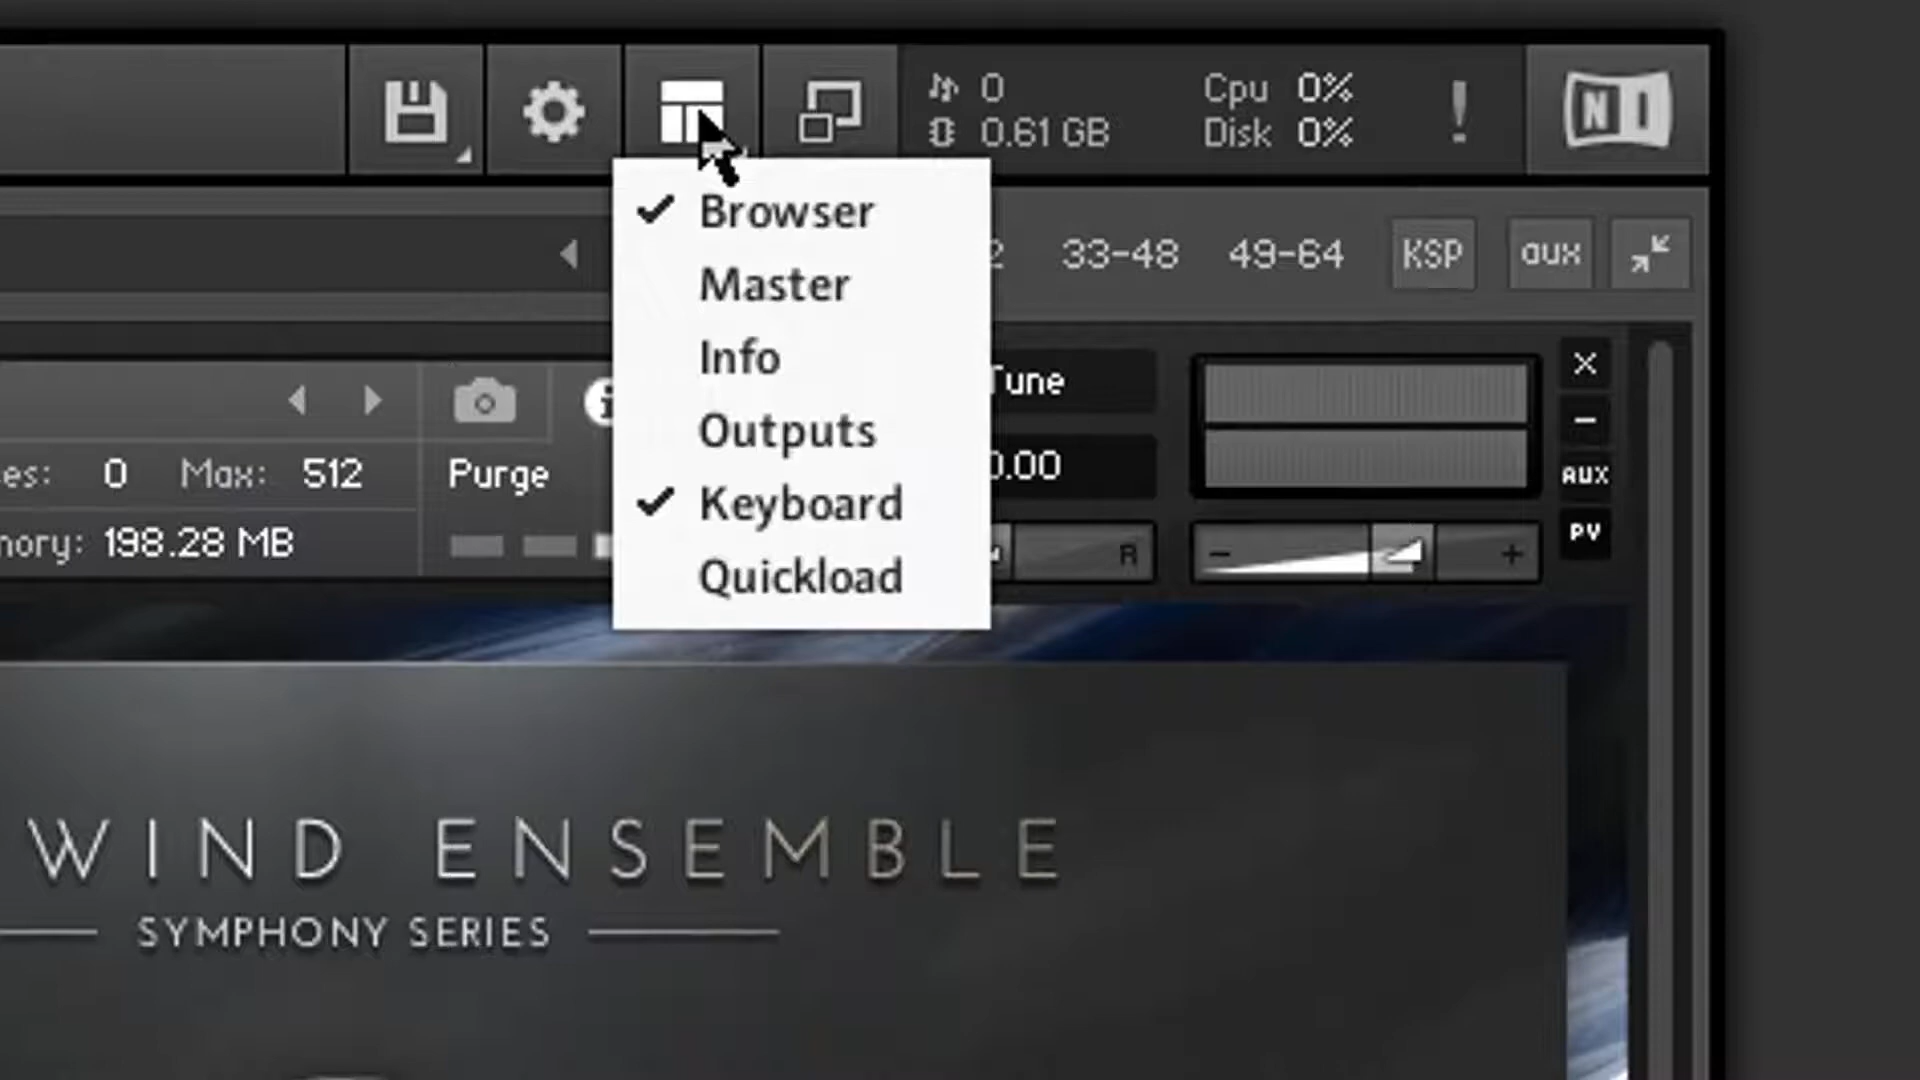 0
0.61 GB
Cpu 0%
Disk 0%
!
NI
Browser
Master
Info
Outputs
Keyboard
Quickload
2 33-48 49-64 KSP aux
Tune
0.00
es: 0 Max: 512
Purge
nory: 198.28 MB
R
- +
×
-
AUX
PV
WIND ENSEMBLE
SYMPHONY SERIES